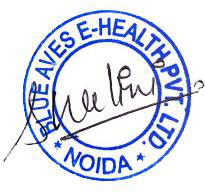 BLUE AVES E-HEALTH PVT. LTD.
★ NOIDA ★